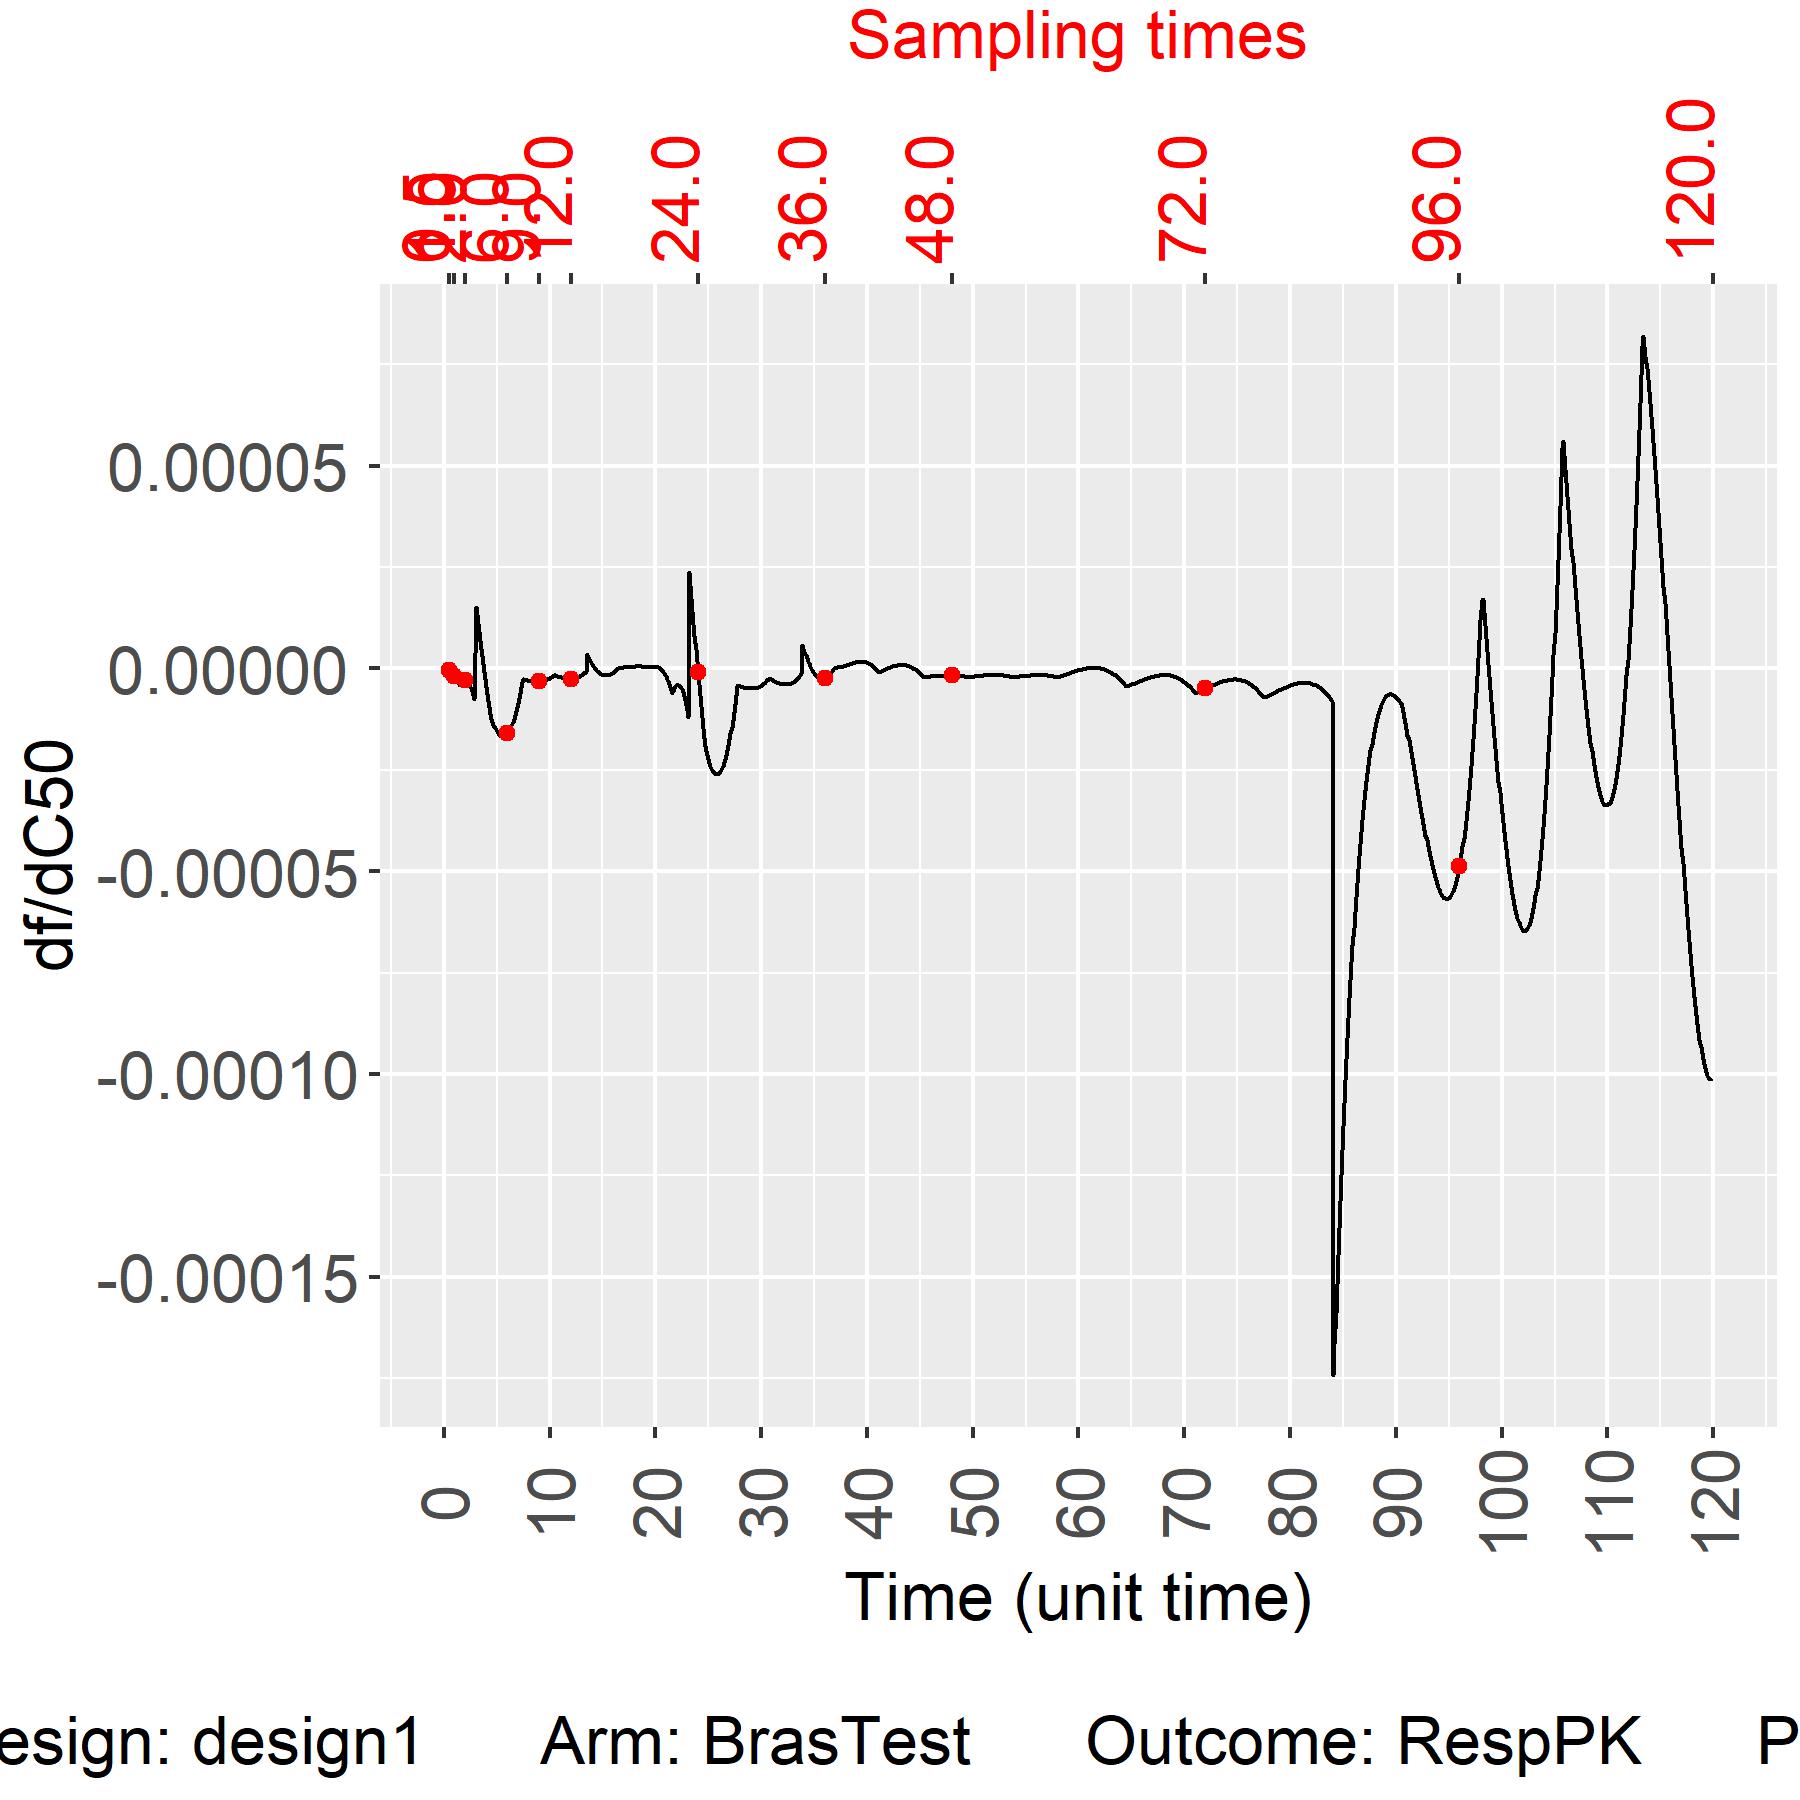 Sampling times
12.0 24.0 36.0 48.0 72.0 96.0 120.0
0.00005
0.00000
-0.00005
-0.00010
-0.00015
df/dC50
0 10 20 30 40 50 60 70 80 90 100 110 120
Time (unit time)
esign: design1 Arm: BrasTest Outcome: RespPK P